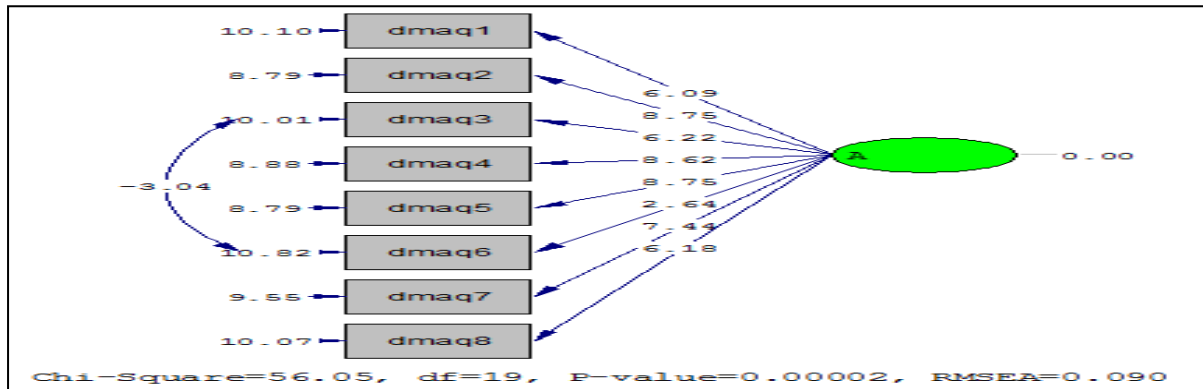 10.10 dmaq1
8.79 dmaq2
6.09
8.75
10.01 dmaq3
6.22
8.88 dmaq4
8.62
A
0.00
-3.04
8.75
8.79 dmaq5
2.64
7.44
10.82 dmaq6
6.18
9.55 dmaq7
10.07 dmaq8
Chi-Square=56.05, df=19, P-value=0.00002, RMSEA=0.090